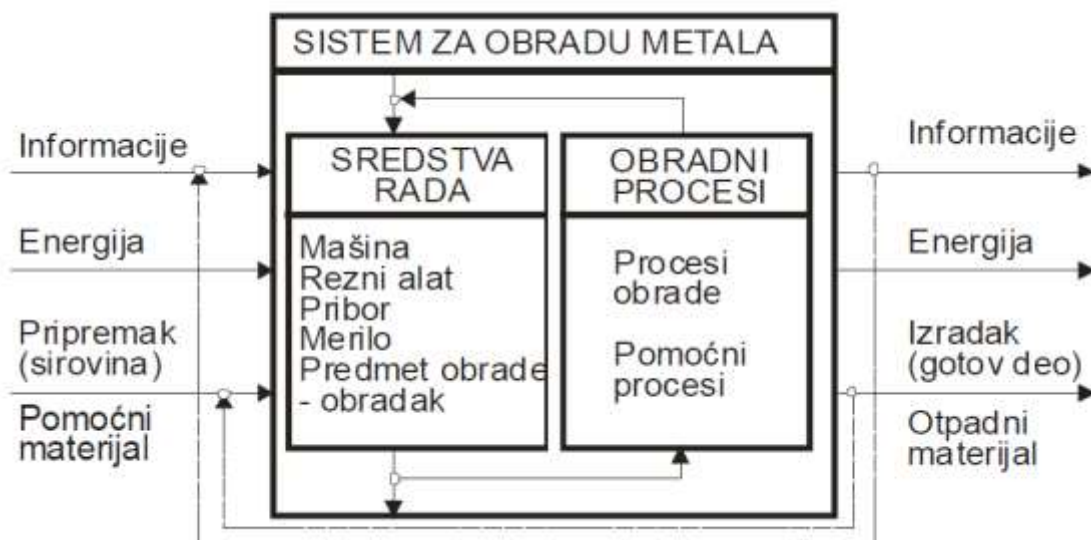 SISTEM ZA OBRADU METALA
Informacije
Energija
Pripremak
(sirovina)
Pomoćni
materijal
SREDSTVA
RADA
Mašina
Rezni alat
Pribor
Merilo
Predmet obrade
- obradak
OBRADNI
PROCESI
Procesi
obrade
Pomoćni
procesi
Informacije
Energija
Izradak
(gotov deo)
Otpadni
materijal